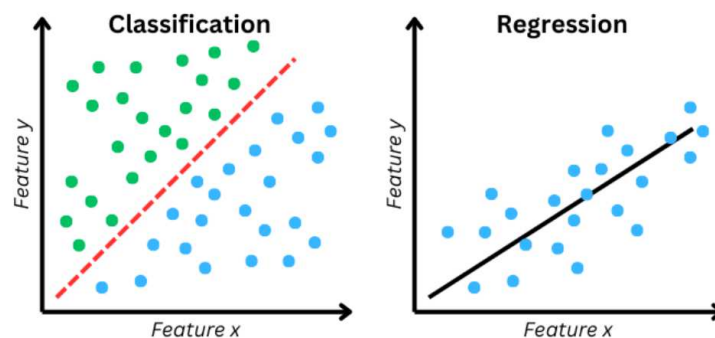 Classification
Feature y
Feature x
Regression
Feature y
Feature x